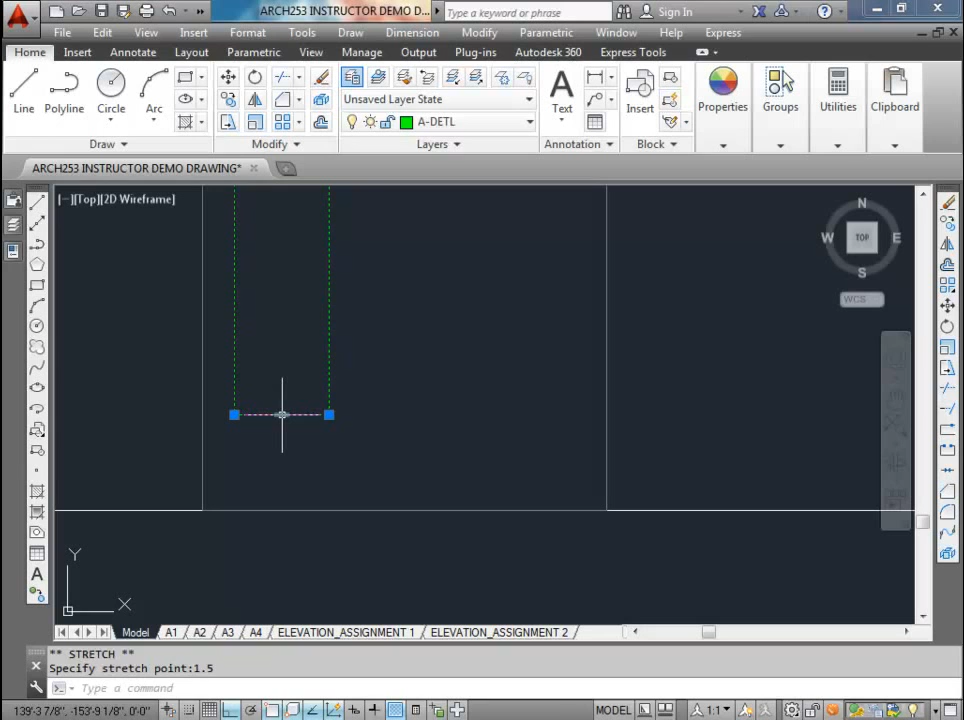 ARCH253 INSTRUCTOR DEMO D...
Type a keyword or phrase
Sign In
File Edit View Insert Format Tools Draw Dimension Modify Parametric Window Help Express
Home Insert Annotate Layout Parametric View Manage Output Plug-ins Autodesk 360 Express Tools
Unsaved Layer State
A-DETL
Line Polyline Circle Arc Text Insert Properties Groups Utilities Clipboard
Draw Modify Layers Annotation Block
ARCH253 INSTRUCTOR DEMO DRAWING*
[−][Top][2D Wireframe]
N
W TOP E
S
WCS
Y
X
Model A1 A2 A3 A4 ELEVATION_ASSIGNMENT 1 ELEVATION_ASSIGNMENT 2
** STRETCH **
Specify stretch point:1.5
Type a command
139'-3 7/8", -153'-9 1/8", 0'-0" MODEL 1:1